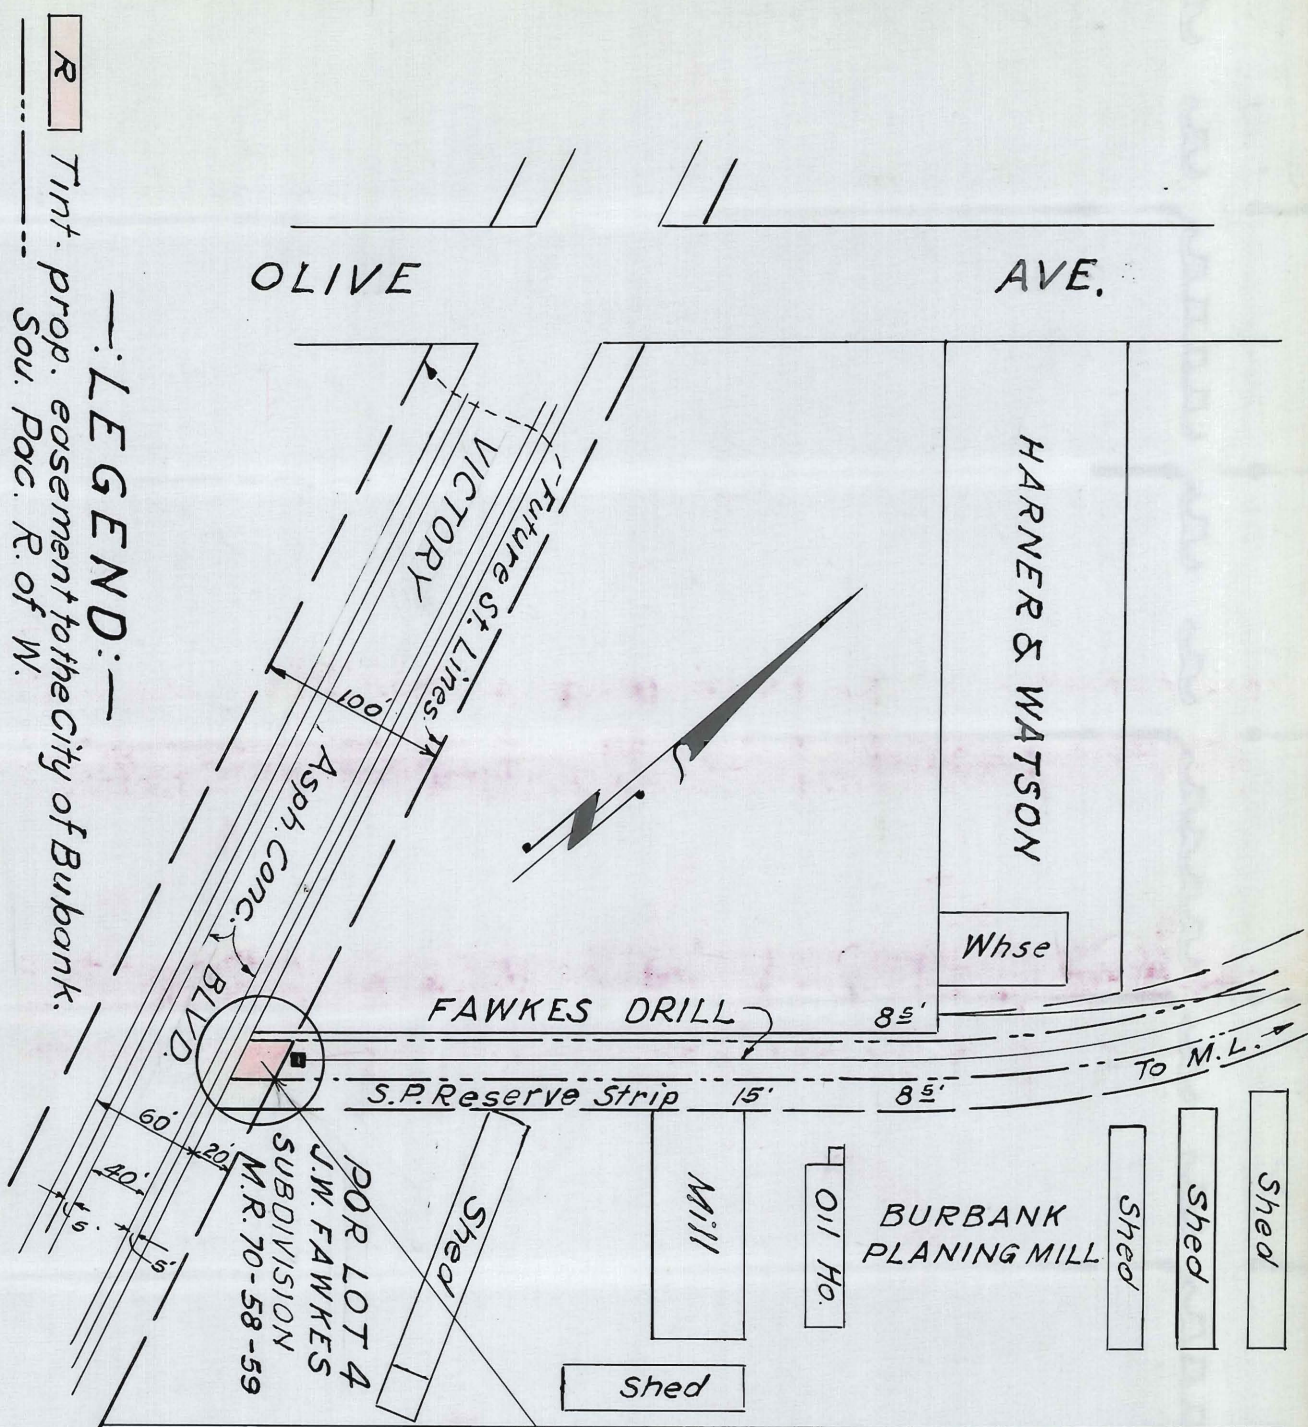 OLIVE AVE.
—:LEGEND:—
R Tint. prop. easement to the City of Bubank.
Sou. Pac. R. of W.
VICTORY
Future St. Lines.
100'
Asph. Conc.
BLVD.
HARNER & WATSON
Whse
FAWKES DRILL
8 5'
To M.L.
S.P. Reserve Strip 15' 8 5'
60'
20'
40'
5'
5'
POR LOT 4
J.W. FAWKES
SUBDIVISION
M.R. 70-58-59
Shed
Mill
Oil Ho.
BURBANK
PLANING MILL
Shed
Shed
Shed
Shed